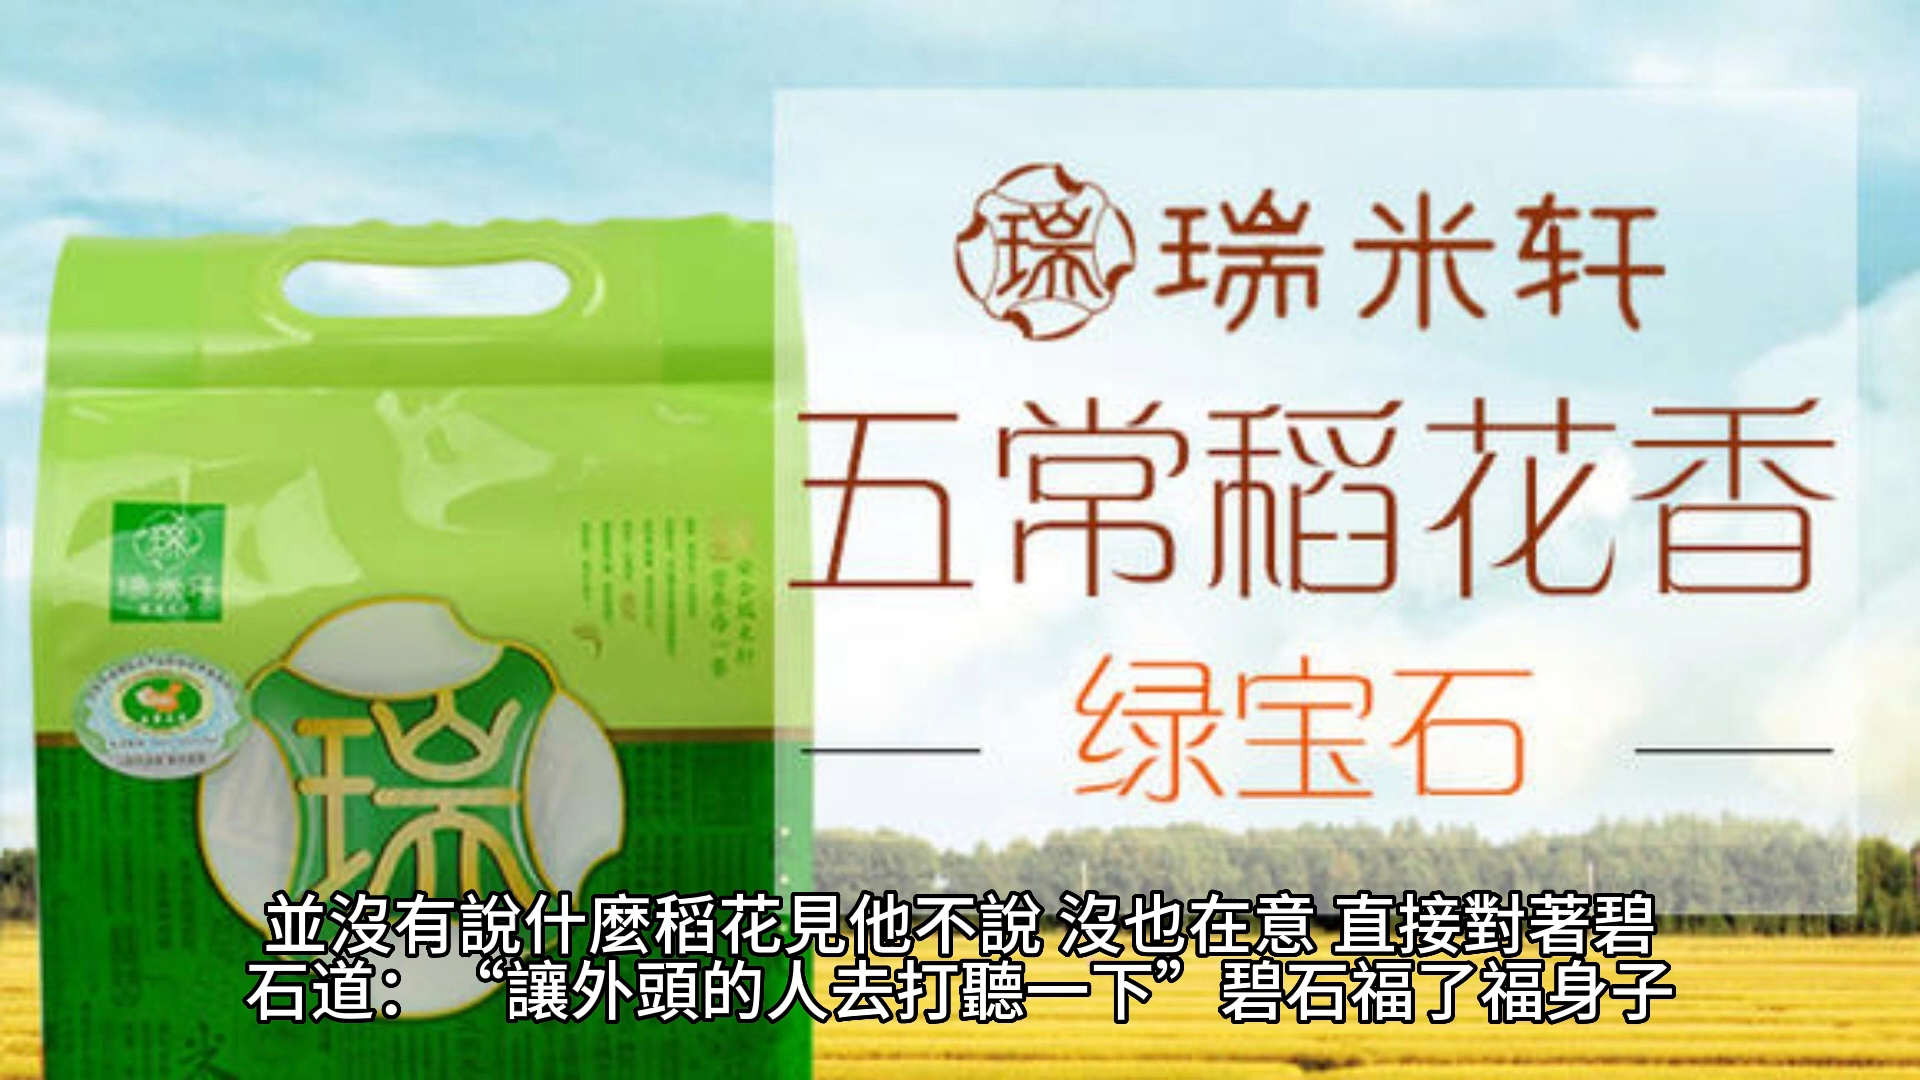 瑞 瑞米轩
五常稻花香
绿宝石
瑞
並沒有說什麼稻花見他不說 沒也在意 直接對著碧
石道：“讓外頭的人去打聽一下”碧石福了福身子